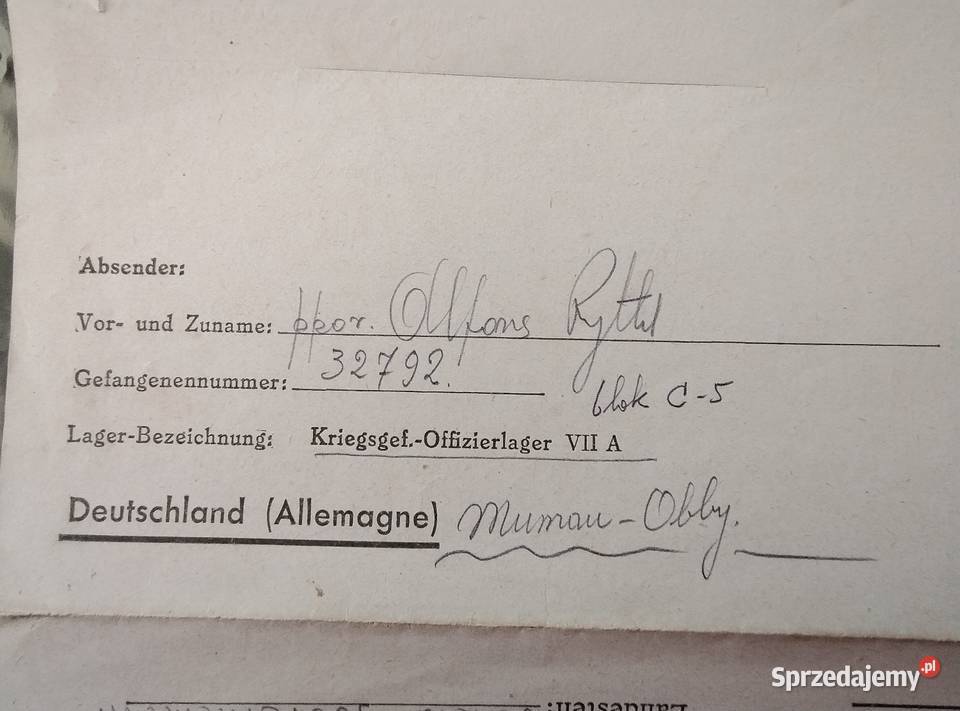 Absender:
Vor- und Zuname: ppor. Alfons Ryttel
Gefangenennummer: 32792.
blok C-5
Lager-Bezeichnung: Kriegsgef.-Offizierlager VII A
Deutschland (Allemagne) Murnau-Obby.
Sprzedajemy.pl